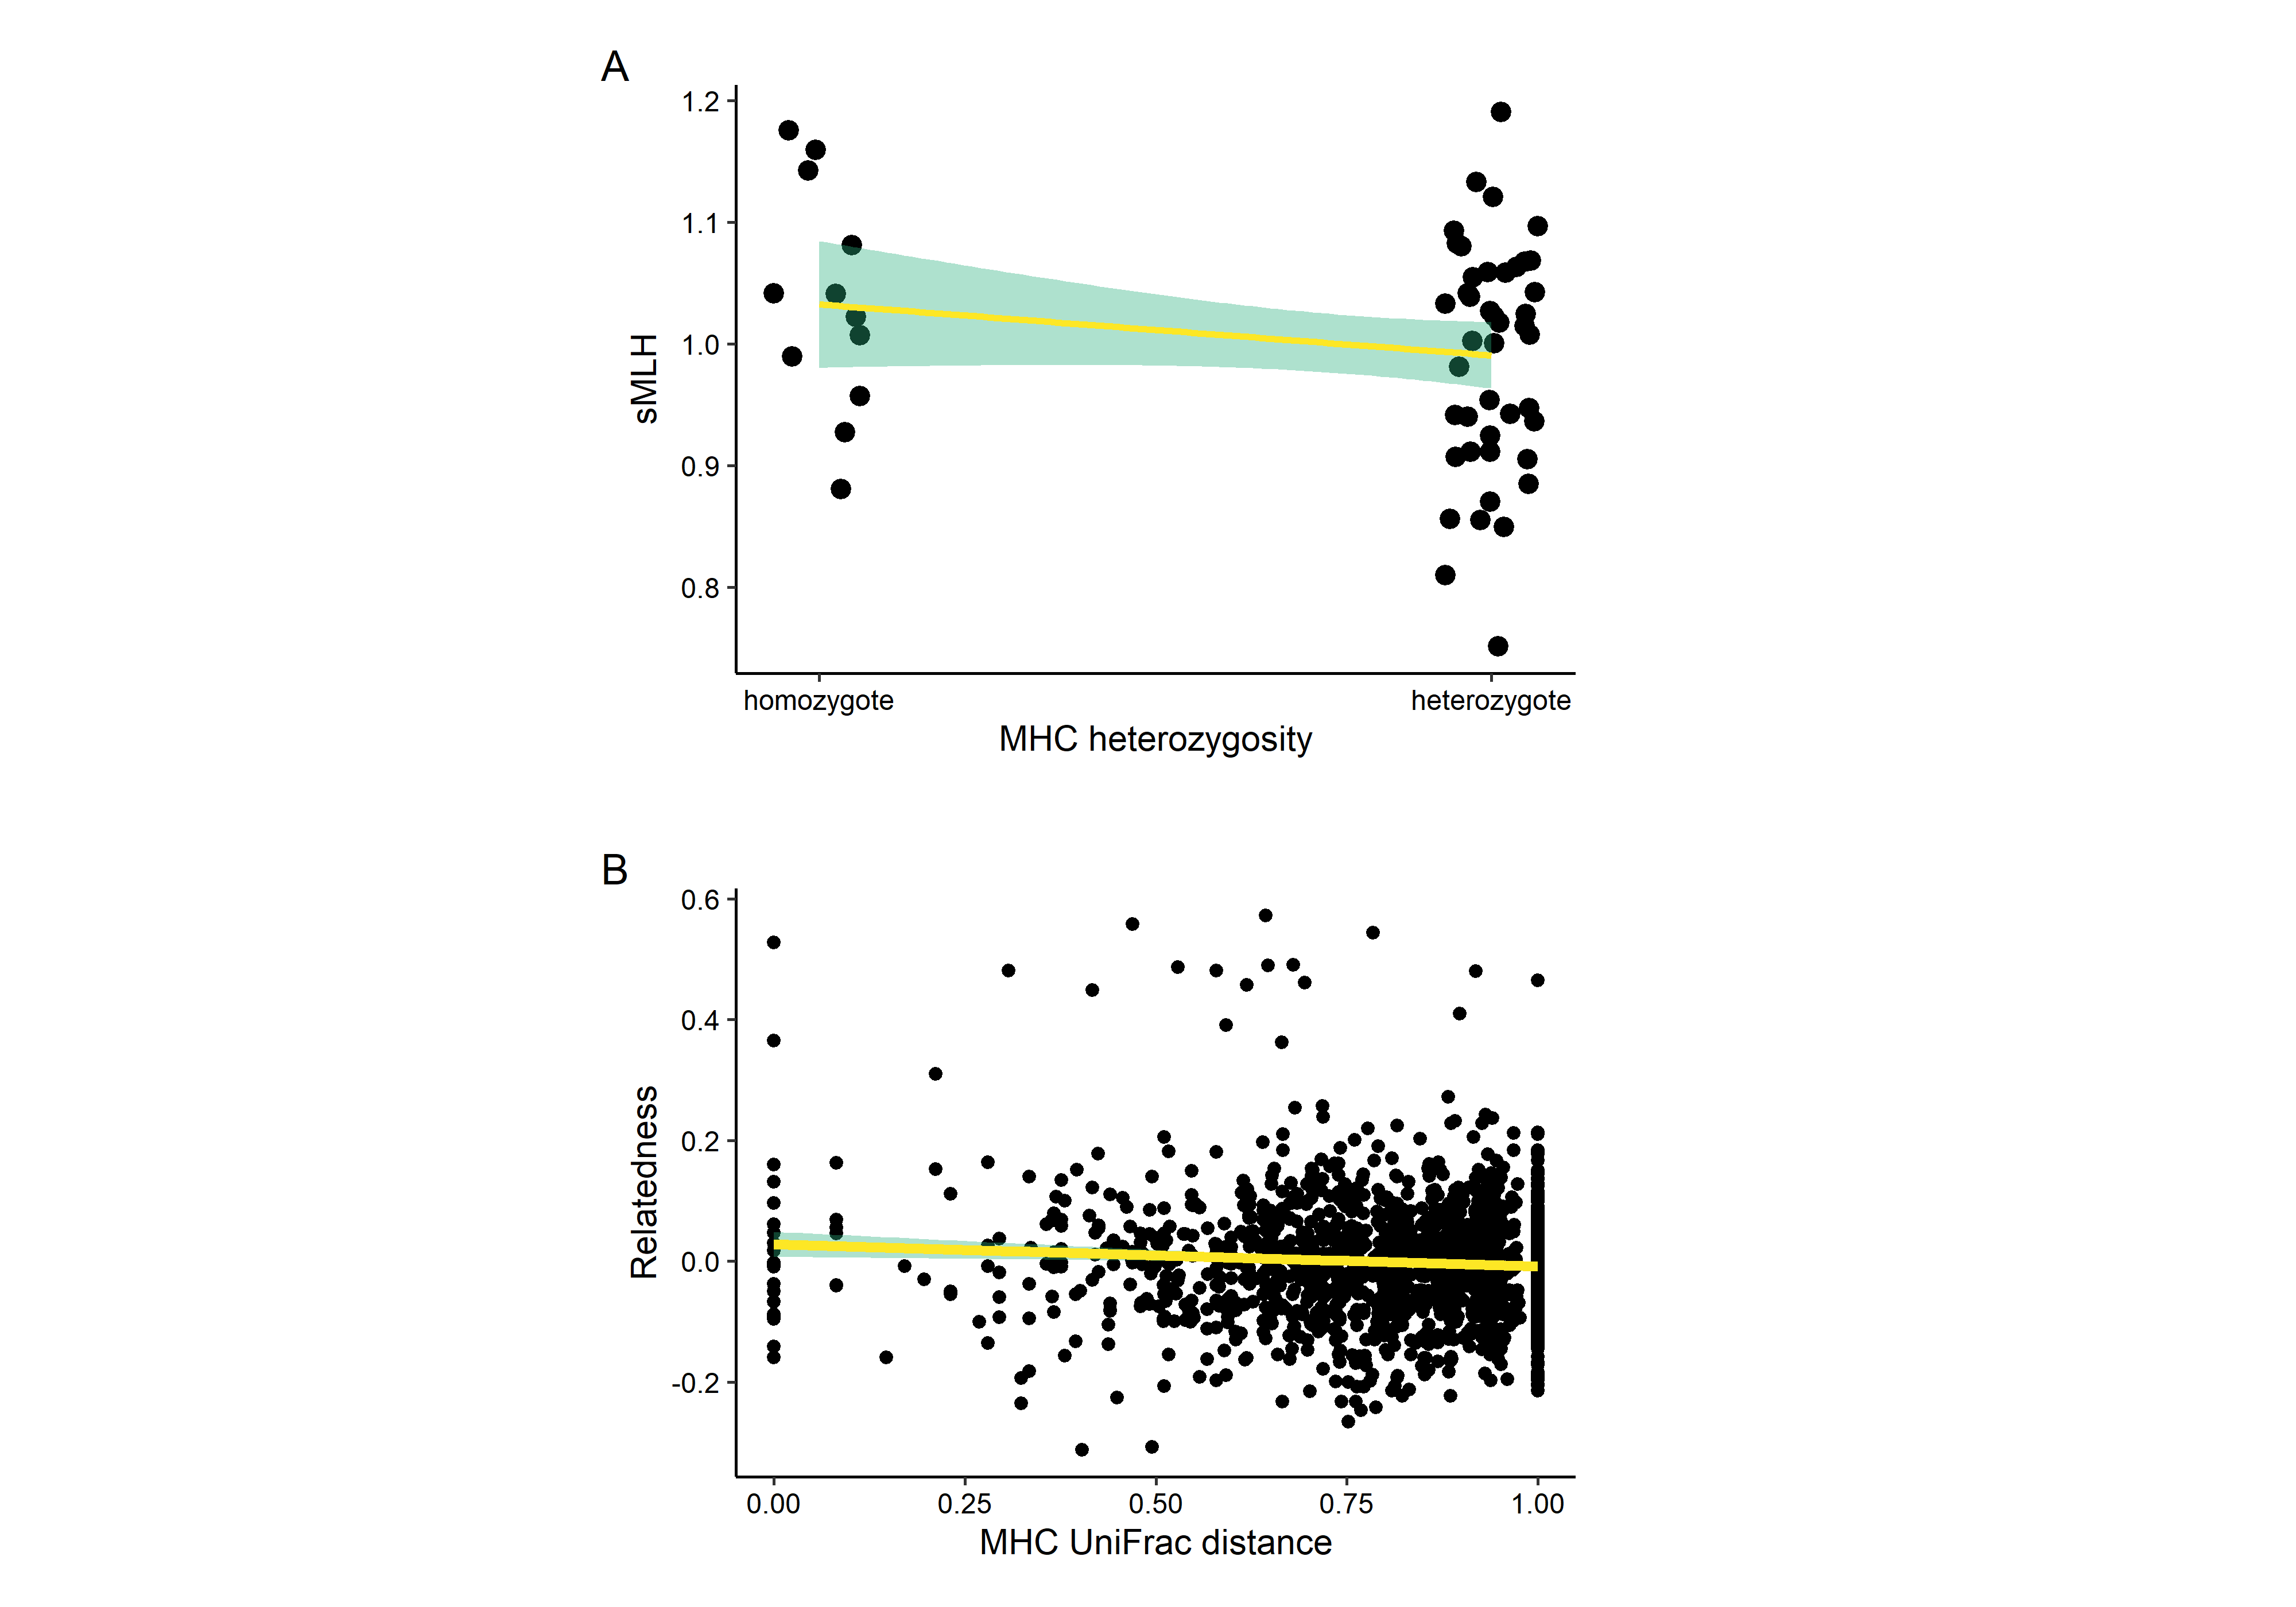 A
1.2
1.1
1.0
0.9
0.8
sMLH
homozygote heterozygote
MHC heterozygosity
B
0.6
0.4
0.2
0.0
-0.2
Relatedness
0.00 0.25 0.50 0.75 1.00
MHC UniFrac distance